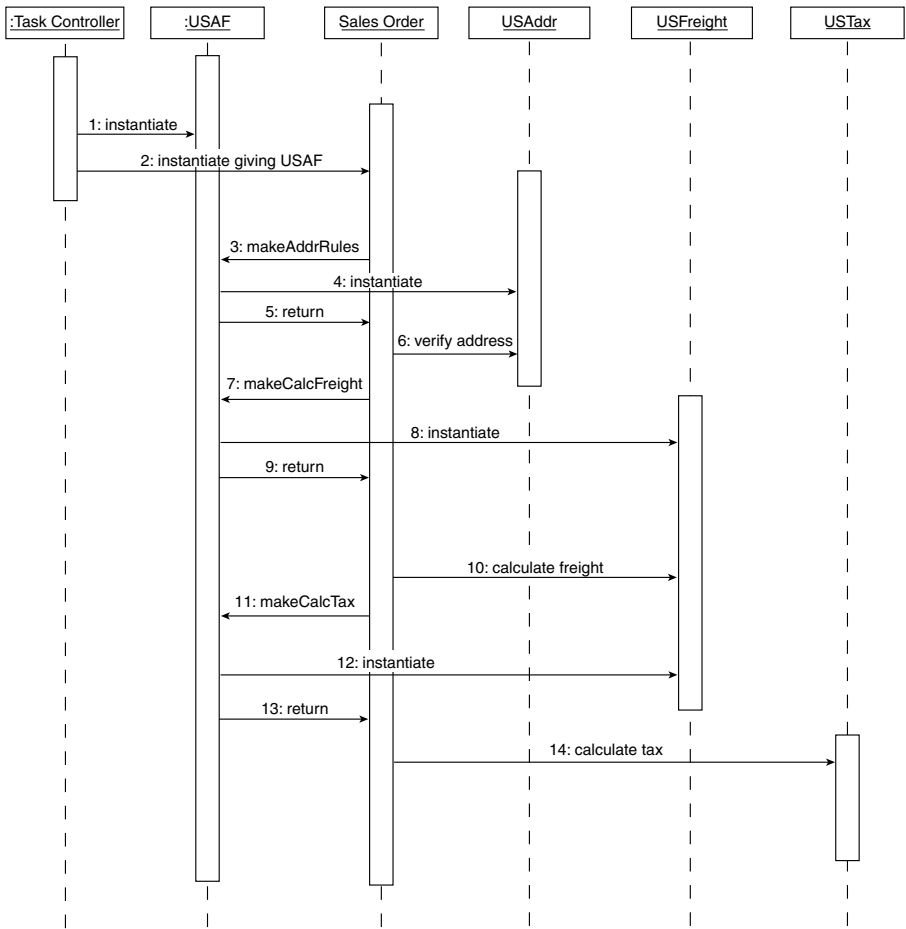 :Task Controller
:USAF
Sales Order
USAddr
USFreight
USTax
1: instantiate
2: instantiate giving USAF
3: makeAddrRules
4: instantiate
5: return
6: verify address
7: makeCalcFreight
8: instantiate
9: return
10: calculate freight
11: makeCalcTax
12: instantiate
13: return
14: calculate tax